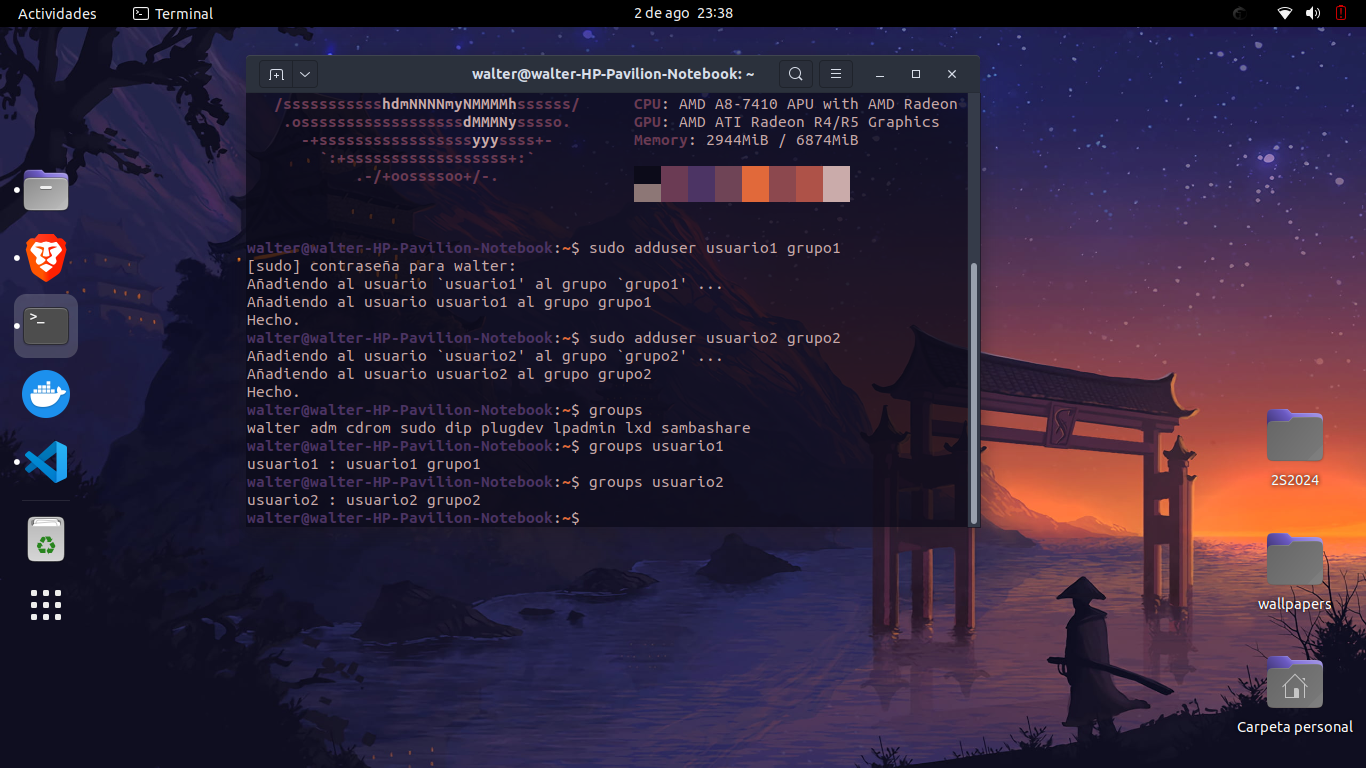 Actividades
Terminal
2 de ago 23:38
walter@walter-HP-Pavilion-Notebook: ~
/ssssssssssshdmNNNNmyNMMMMhssssss/ CPU: AMD A8-7410 APU with AMD Radeon
.ossssssssssssssssssdMMMNysssso. GPU: AMD ATI Radeon R4/R5 Graphics
-+sssssssssssssssssyyyssss+- Memory: 2944MiB / 6874MiB
`:+ssssssssssssssssss+:`
.-/+oossssoo+/-.
walter@walter-HP-Pavilion-Notebook:~$ sudo adduser usuario1 grupo1
[sudo] contraseña para walter:
Añadiendo al usuario `usuario1' al grupo `grupo1' ...
Añadiendo al usuario usuario1 al grupo grupo1
Hecho.
walter@walter-HP-Pavilion-Notebook:~$ sudo adduser usuario2 grupo2
Añadiendo al usuario `usuario2' al grupo `grupo2' ...
Añadiendo al usuario usuario2 al grupo grupo2
Hecho.
walter@walter-HP-Pavilion-Notebook:~$ groups
walter adm cdrom sudo dip plugdev lpadmin lxd sambashare
walter@walter-HP-Pavilion-Notebook:~$ groups usuario1
usuario1 : usuario1 grupo1
walter@walter-HP-Pavilion-Notebook:~$ groups usuario2
usuario2 : usuario2 grupo2
walter@walter-HP-Pavilion-Notebook:~$
>_
2S2024
wallpapers
Carpeta personal